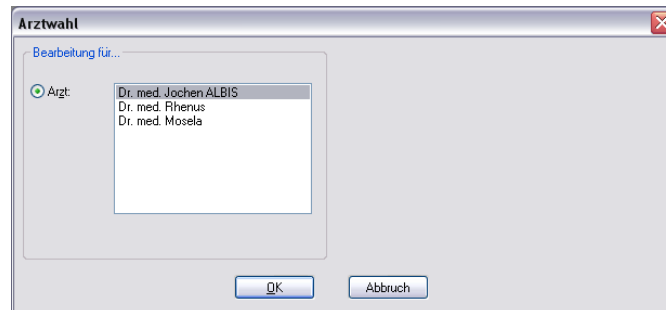 Arztwahl
Bearbeitung für...
Arzt:
Dr. med. Jochen ALBIS
Dr. med. Rhenus
Dr. med. Mosela
OK
Abbruch